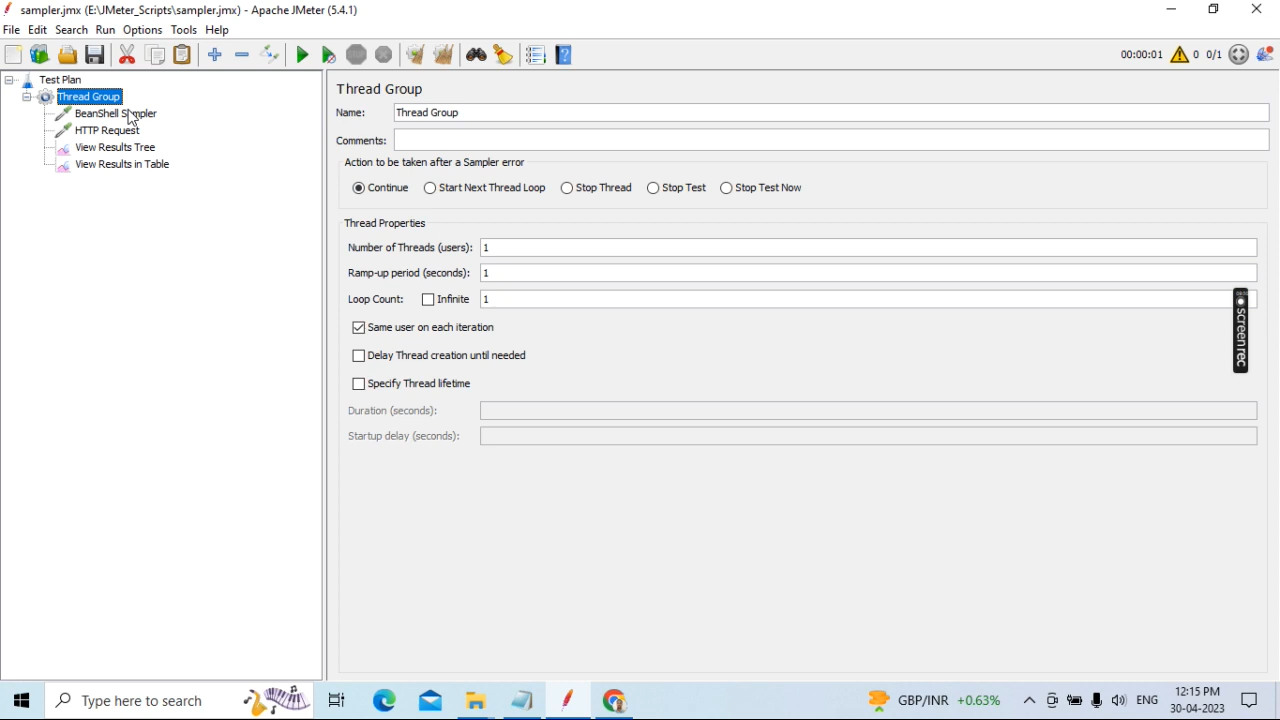 sampler.jmx (E:\JMeter_Scripts\sampler.jmx) - Apache JMeter (5.4.1)
File Edit Search Run Options Tools Help
00:00:01 0 0/1
Test Plan
Thread Group
BeanShell Sampler
HTTP Request
View Results Tree
View Results in Table
Thread Group
Name: Thread Group
Comments:
Action to be taken after a Sampler error
Continue Start Next Thread Loop Stop Thread Stop Test Stop Test Now
Thread Properties
Number of Threads (users): 1
Ramp-up period (seconds): 1
Loop Count: Infinite 1
Same user on each iteration
Delay Thread creation until needed
Specify Thread lifetime
Duration (seconds):
Startup delay (seconds):
screenrec
Type here to search
GBP/INR +0.63%
ENG
12:15 PM
30-04-2023